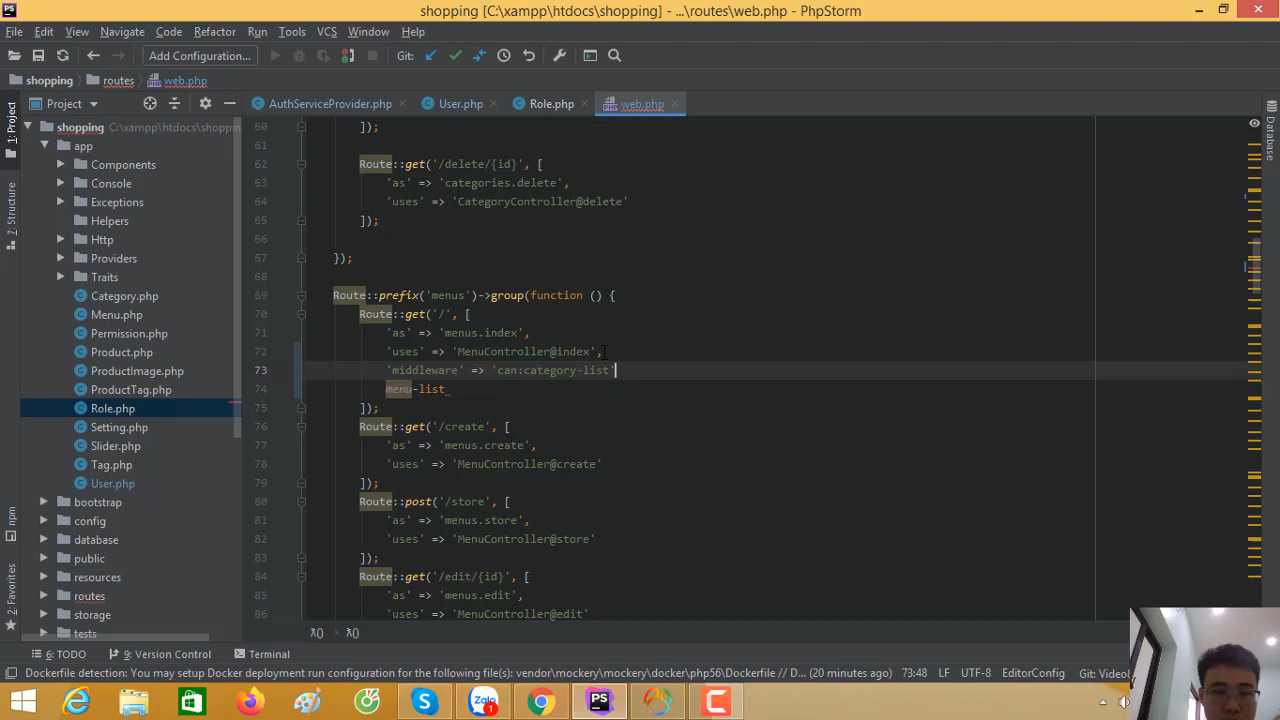 shopping [C:\xampp\htdocs\shopping] - ...\routes\web.php - PhpStorm
File Edit View Navigate Code Refactor Run Tools VCS Window Help
Add Configuration... Git:
shopping routes web.php
Project AuthServiceProvider.php User.php Role.php web.php
1: Project
Z: Structure
npm
2: Favorites
Database
shopping C:\xampp\htdocs\shoppin
app
Components
Console
Exceptions
Helpers
Http
Providers
Traits
Category.php
Menu.php
Permission.php
Product.php
ProductImage.php
ProductTag.php
Role.php
Setting.php
Slider.php
Tag.php
User.php
bootstrap
config
database
public
resources
routes
storage
tests
60 ]);
61
62 Route::get('/delete/{id}', [
63 'as' => 'categories.delete',
64 'uses' => 'CategoryController@delete'
65 ]);
66
67 });
68
69 Route::prefix('menus')->group(function () {
70 Route::get('/', [
71 'as' => 'menus.index',
72 'uses' => 'MenuController@index',
73 'middleware' => 'can:category-list'
74 menu-list
75 ]);
76 Route::get('/create', [
77 'as' => 'menus.create',
78 'uses' => 'MenuController@create'
79 ]);
80 Route::post('/store', [
81 'as' => 'menus.store',
82 'uses' => 'MenuController@store'
83 ]);
84 Route::get('/edit/{id}', [
85 'as' => 'menus.edit',
86 'uses' => 'MenuController@edit'
λ() λ()
6: TODO 9: Version Control Terminal
Dockerfile detection: You may setup Dockerfile deployment run configuration for the following file(s): vendor/mockery/mockery/docker/php56/Dockerfile // D... (20 minutes ago) 73:48 LF UTF-8 EditorConfig Git: Video8